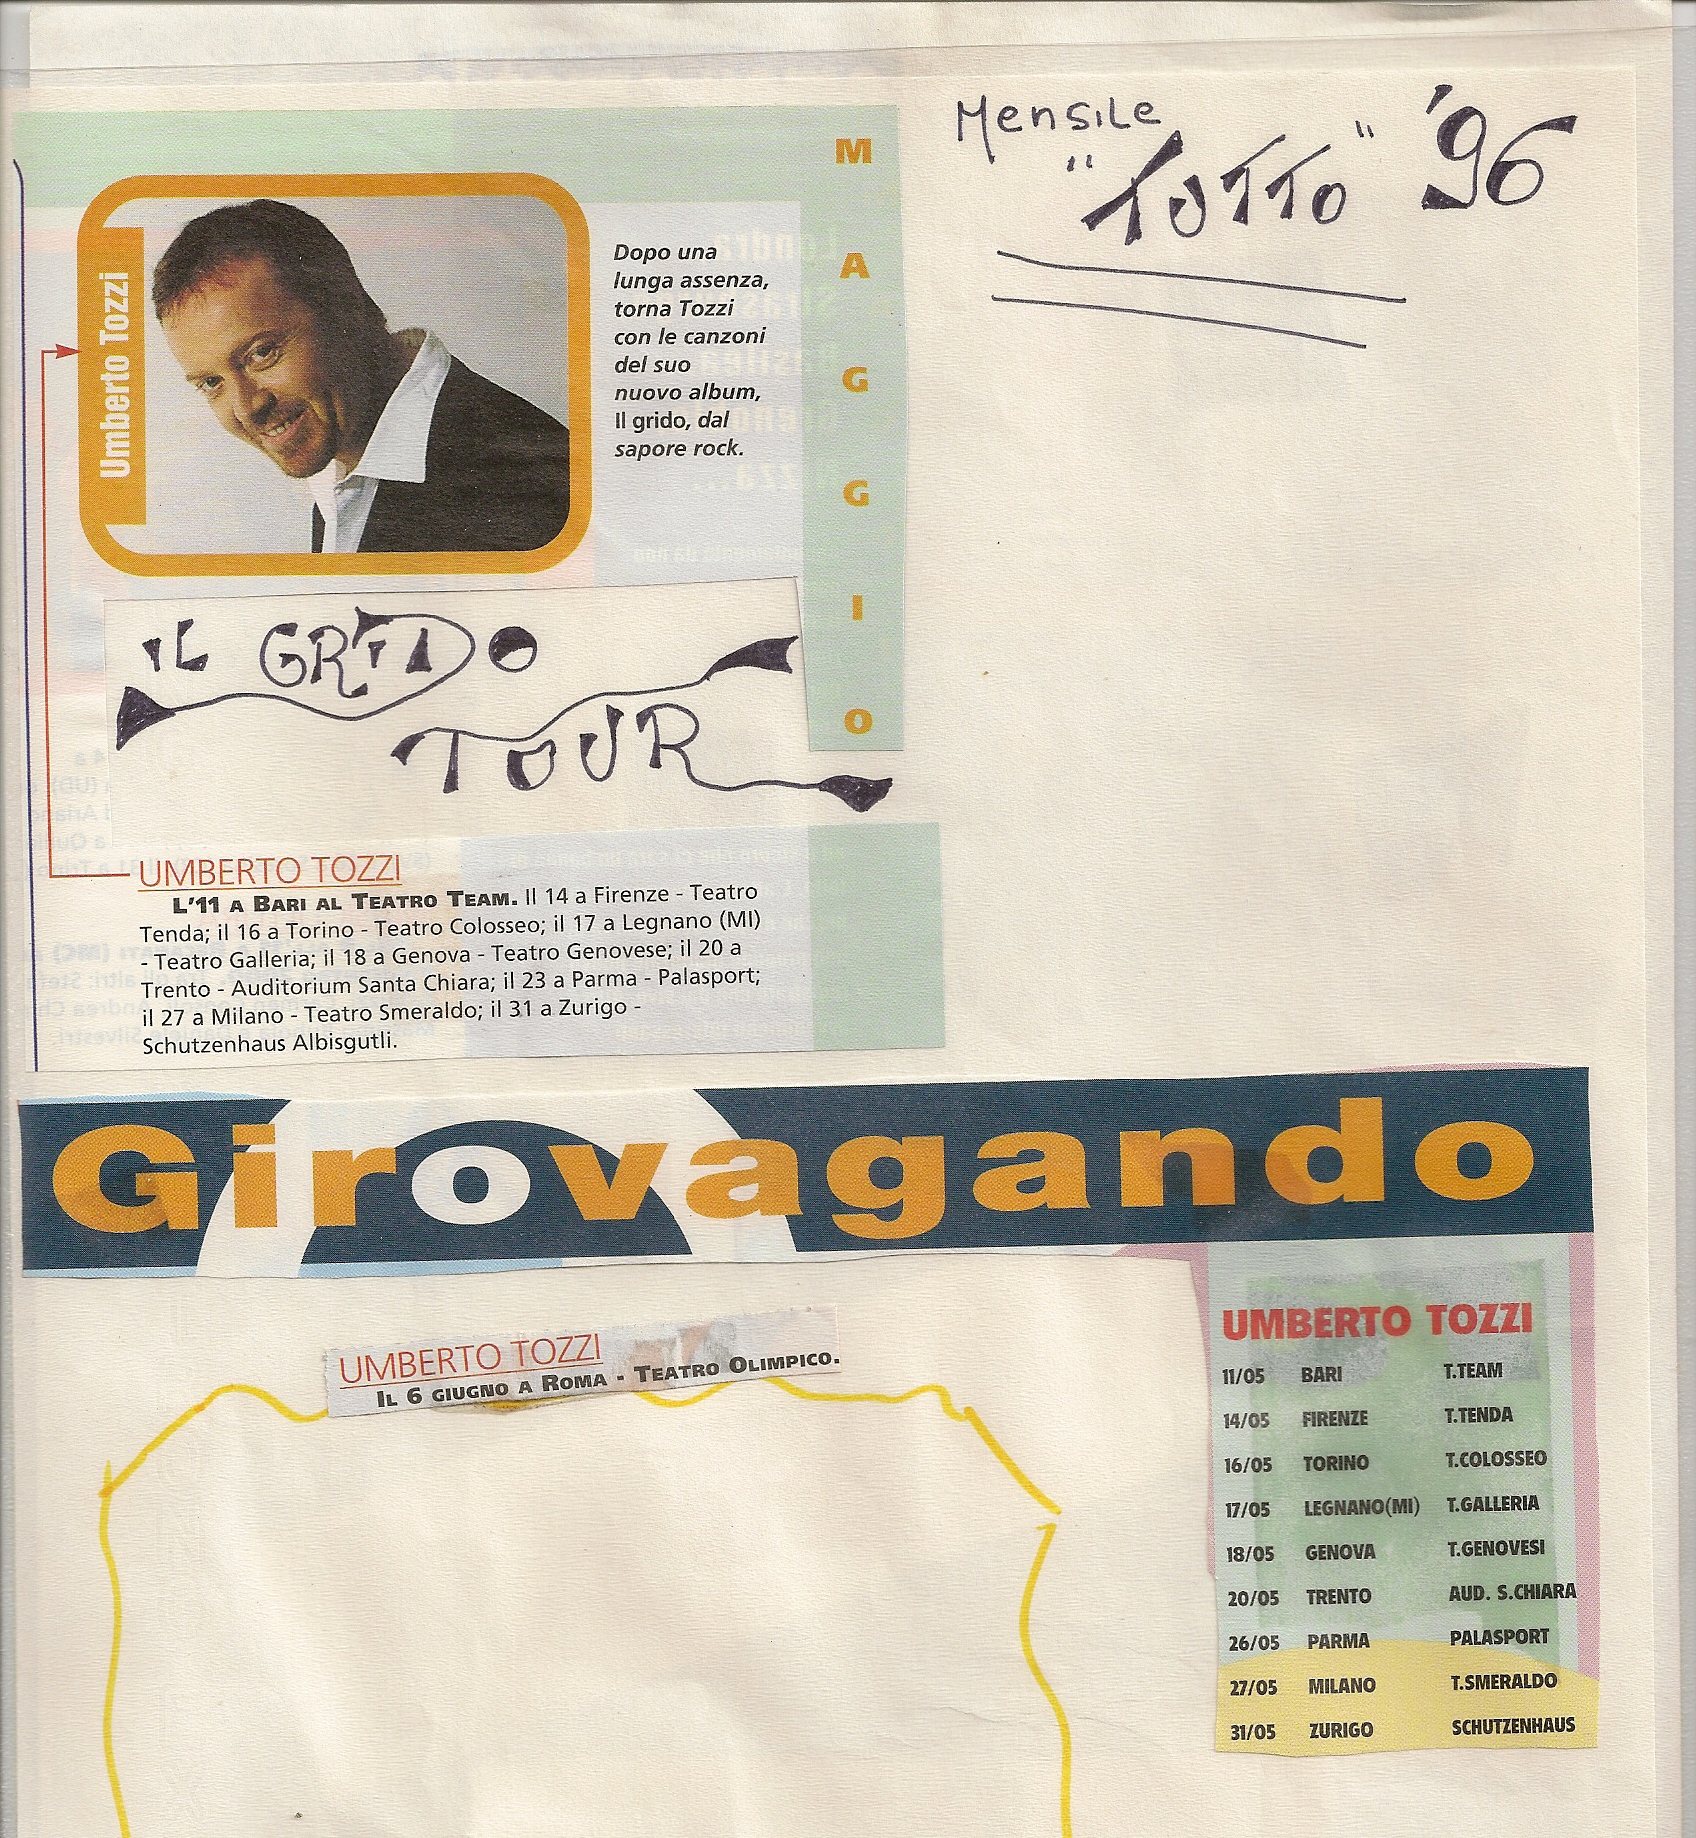 Mensile
"TUTTO" '96
M
A
G
G
I
O
Umberto Tozzi
Dopo una
lunga assenza,
torna Tozzi
con le canzoni
del suo
nuovo album,
Il grido, dal
sapore rock.
IL GRIDO
TOUR
UMBERTO TOZZI
L'11 A BARI AL TEATRO TEAM. Il 14 a Firenze - Teatro
Tenda; il 16 a Torino - Teatro Colosseo; il 17 a Legnano (MI)
- Teatro Galleria; il 18 a Genova - Teatro Genovese; il 20 a
Trento - Auditorium Santa Chiara; il 23 a Parma - Palasport;
il 27 a Milano - Teatro Smeraldo; il 31 a Zurigo -
Schutzenhaus Albisgutli.
Girovagando
UMBERTO TOZZI
IL 6 GIUGNO A ROMA - TEATRO OLIMPICO.
UMBERTO TOZZI
11/05 BARI T.TEAM
14/05 FIRENZE T.TENDA
16/05 TORINO T.COLOSSEO
17/05 LEGNANO(MI) T.GALLERIA
18/05 GENOVA T.GENOVESI
20/05 TRENTO AUD. S.CHIARA
26/05 PARMA PALASPORT
27/05 MILANO T.SMERALDO
31/05 ZURIGO SCHUTZENHAUS